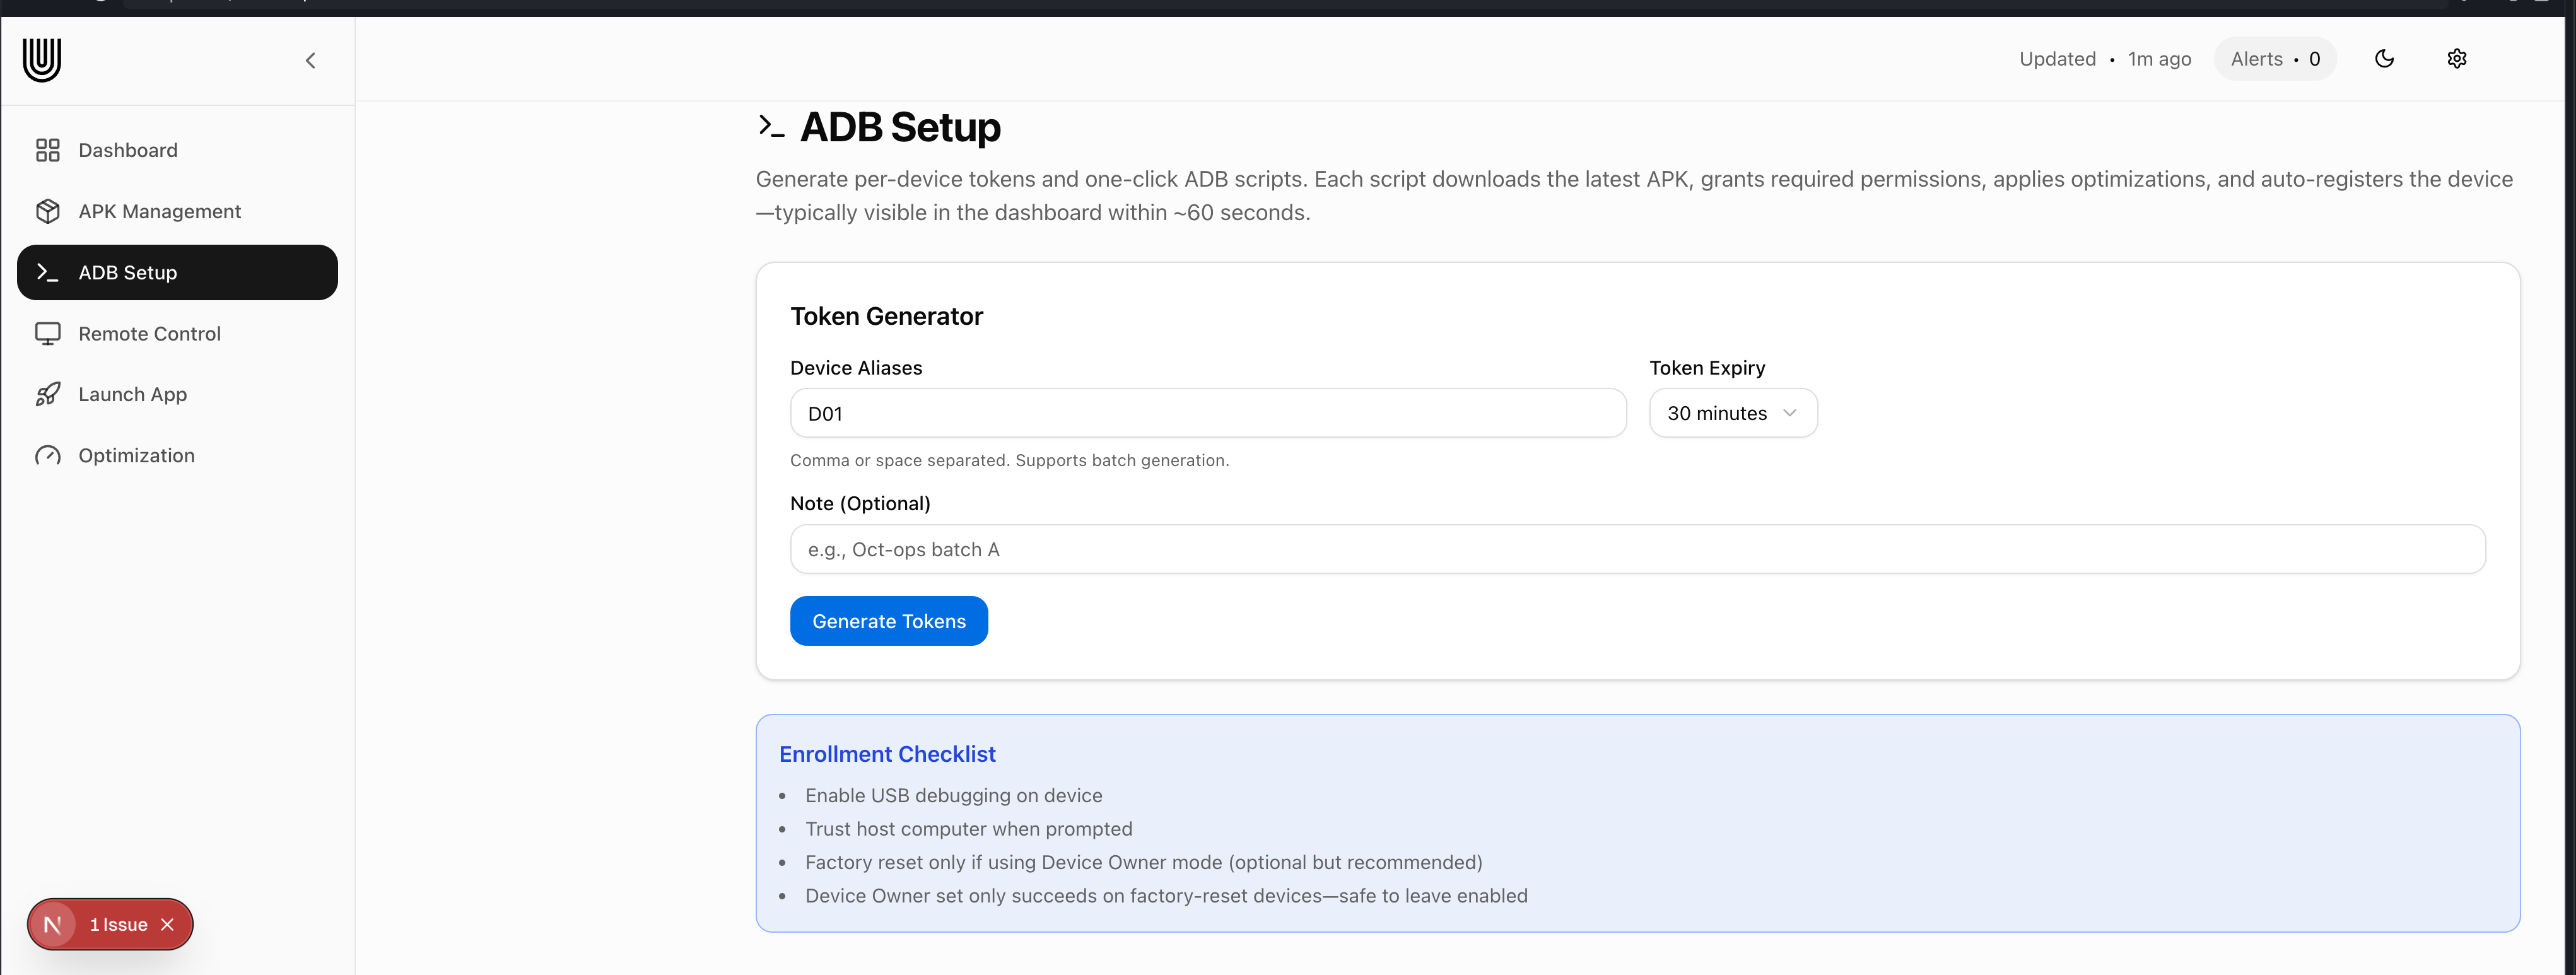 Updated • 1m ago
Alerts • 0
Dashboard
APK Management
ADB Setup
Remote Control
Launch App
Optimization
ADB Setup
Generate per-device tokens and one-click ADB scripts. Each script downloads the latest APK, grants required permissions, applies optimizations, and auto-registers the device
—typically visible in the dashboard within ~60 seconds.
Token Generator
Device Aliases
D01
Comma or space separated. Supports batch generation.
Token Expiry
30 minutes
Note (Optional)
e.g., Oct-ops batch A
Generate Tokens
Enrollment Checklist
• Enable USB debugging on device
• Trust host computer when prompted
• Factory reset only if using Device Owner mode (optional but recommended)
• Device Owner set only succeeds on factory-reset devices—safe to leave enabled
N 1 Issue